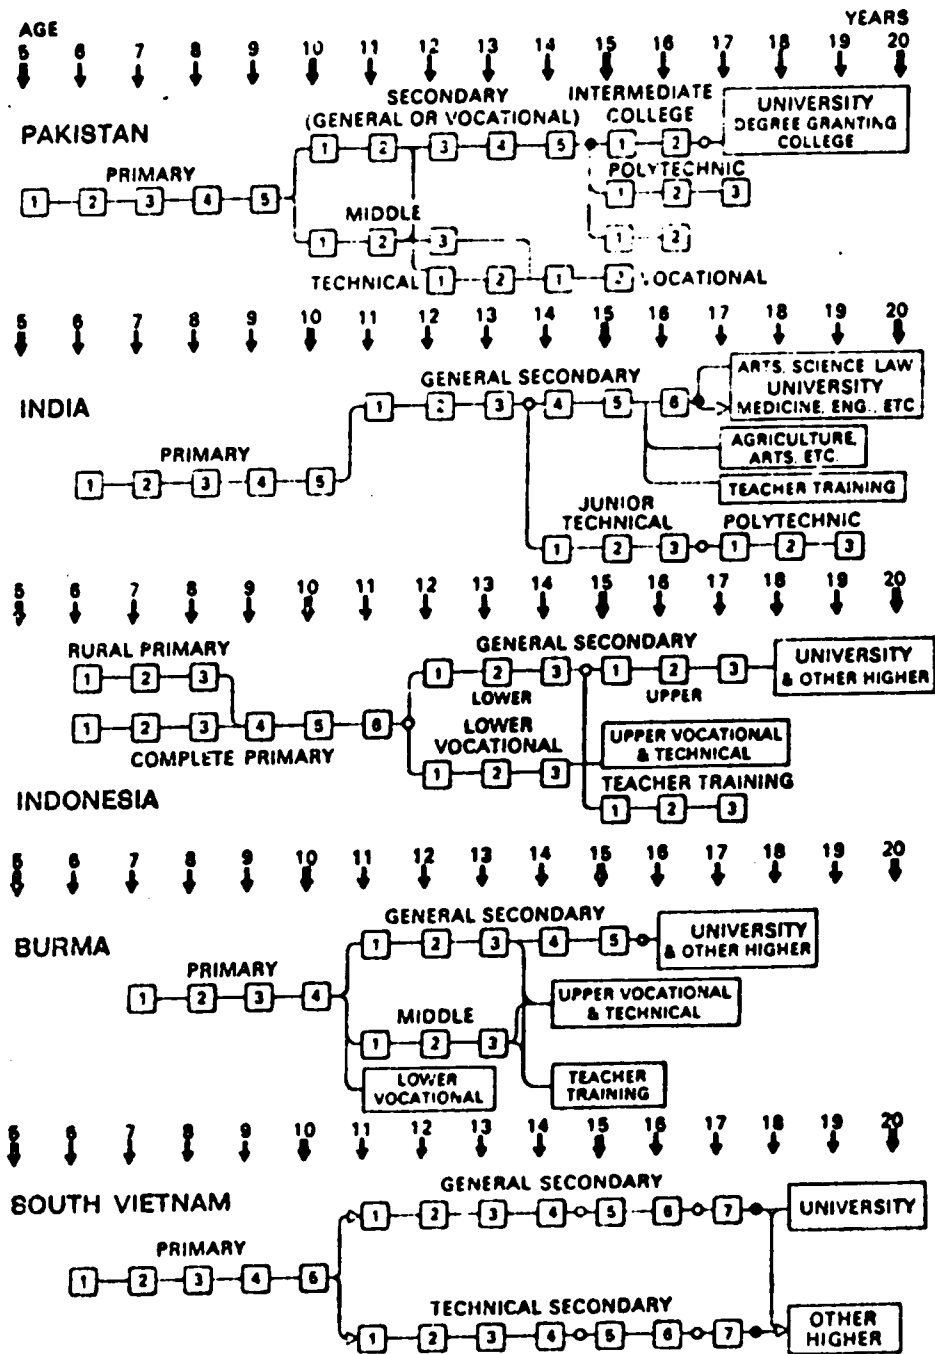 AGE YEARS
5 6 7 8 9 10 11 12 13 14 15 16 17 18 19 20
PAKISTAN
SECONDARY
(GENERAL OR VOCATIONAL)
1 2 3 4 5
INTERMEDIATE
COLLEGE
1 2
UNIVERSITY
DEGREE GRANTING
COLLEGE
PRIMARY
1 2 3 4 5
POLYTECHNIC
1 2 3
MIDDLE
1 2 3
1 2
TECHNICAL 1 2 1 2 VOCATIONAL
5 6 7 8 9 10 11 12 13 14 15 16 17 18 19 20
INDIA
GENERAL SECONDARY
1 2 3 4 5 6
ARTS, SCIENCE LAW
UNIVERSITY
MEDICINE, ENG., ETC
PRIMARY
1 2 3 4 5
AGRICULTURE,
ARTS, ETC.
TEACHER TRAINING
JUNIOR
TECHNICAL
1 2 3
POLYTECHNIC
1 2 3
5 6 7 8 9 10 11 12 13 14 15 16 17 18 19 20
RURAL PRIMARY
1 2 3
GENERAL SECONDARY
1 2 3 1 2 3
LOWER UPPER
UNIVERSITY
& OTHER HIGHER
1 2 3 4 5 6
COMPLETE PRIMARY
LOWER
VOCATIONAL
1 2 3
UPPER VOCATIONAL
& TECHNICAL
TEACHER TRAINING
1 2 3
INDONESIA
5 6 7 8 9 10 11 12 13 14 15 16 17 18 19 20
BURMA
GENERAL SECONDARY
1 2 3 4 5
UNIVERSITY
& OTHER HIGHER
PRIMARY
1 2 3 4
UPPER VOCATIONAL
& TECHNICAL
MIDDLE
1 2 3
LOWER
VOCATIONAL
TEACHER
TRAINING
5 6 7 8 9 10 11 12 13 14 15 16 17 18 19 20
SOUTH VIETNAM
GENERAL SECONDARY
1 2 3 4 5 6 7
UNIVERSITY
PRIMARY
1 2 3 4 5
TECHNICAL SECONDARY
1 2 3 4 5 6 7
OTHER
HIGHER